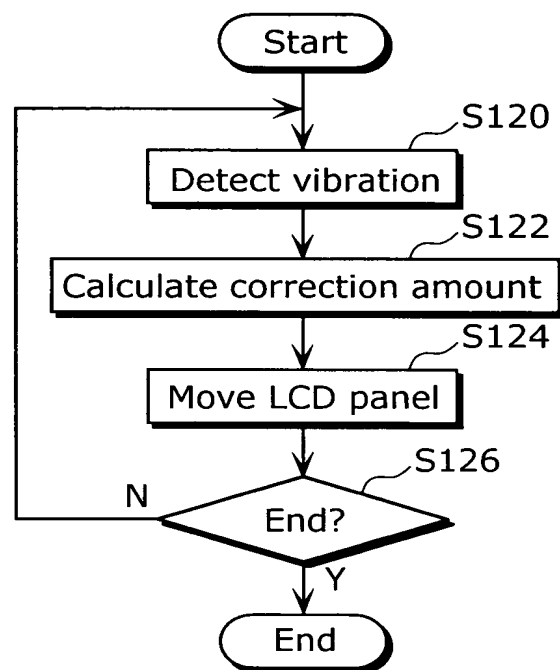 Start
S120
Detect vibration
S122
Calculate correction amount
S124
Move LCD panel
S126
N
End?
Y
End